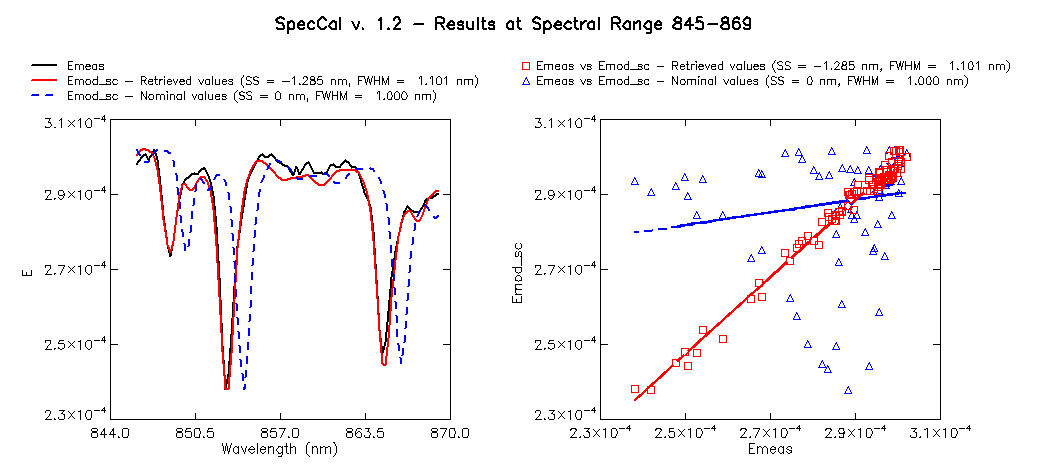 SpecCal v. 1.2 - Results at Spectral Range 845-869
Emeas
Emod_sc - Retrieved values (SS = -1.285 nm, FWHM = 1.101 nm)
Emod_sc - Nominal values (SS = 0 nm, FWHM = 1.000 nm)
3.1×10⁻⁴
2.9×10⁻⁴
2.7×10⁻⁴
2.5×10⁻⁴
2.3×10⁻⁴
E
844.0 850.5 857.0 863.5 870.0
Wavelength (nm)
Emeas vs Emod_sc - Retrieved values (SS = -1.285 nm, FWHM = 1.101 nm)
Emeas vs Emod_sc - Nominal values (SS = 0 nm, FWHM = 1.000 nm)
3.1×10⁻⁴
2.9×10⁻⁴
2.7×10⁻⁴
2.5×10⁻⁴
2.3×10⁻⁴
Emod_sc
2.3×10⁻⁴ 2.5×10⁻⁴ 2.7×10⁻⁴ 2.9×10⁻⁴ 3.1×10⁻⁴
Emeas